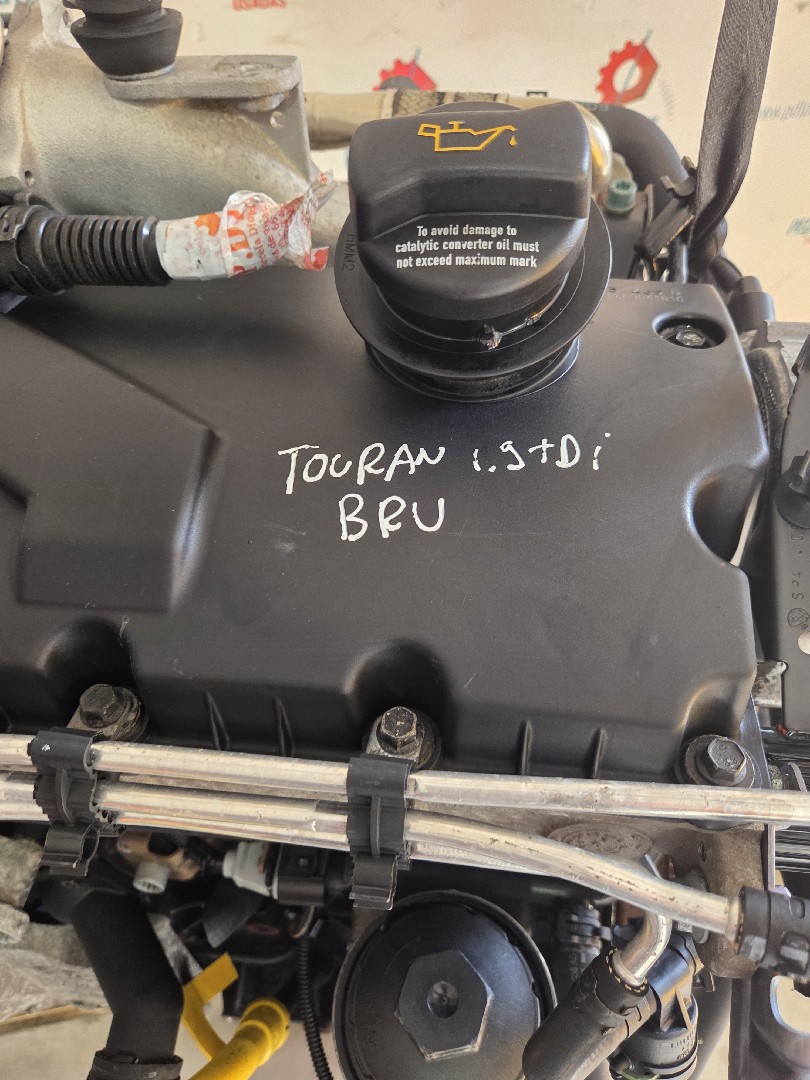 To avoid damage to
catalytic converter oil must
not exceed maximum mark
TOURAN 1.9TDi
BRU